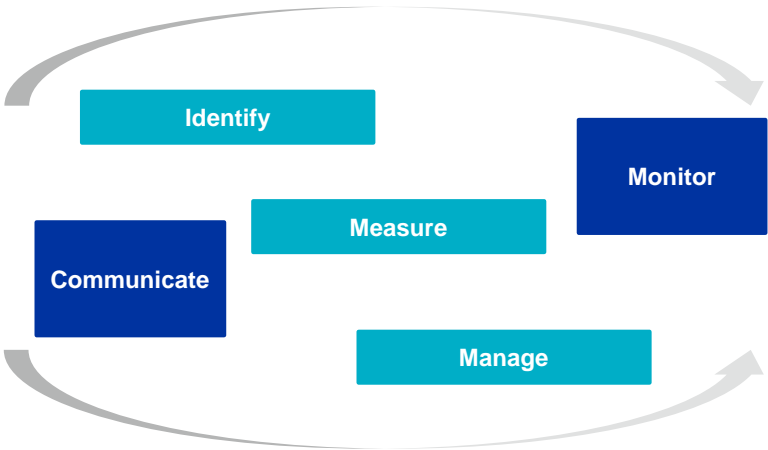 Identify
Monitor
Measure
Communicate
Manage